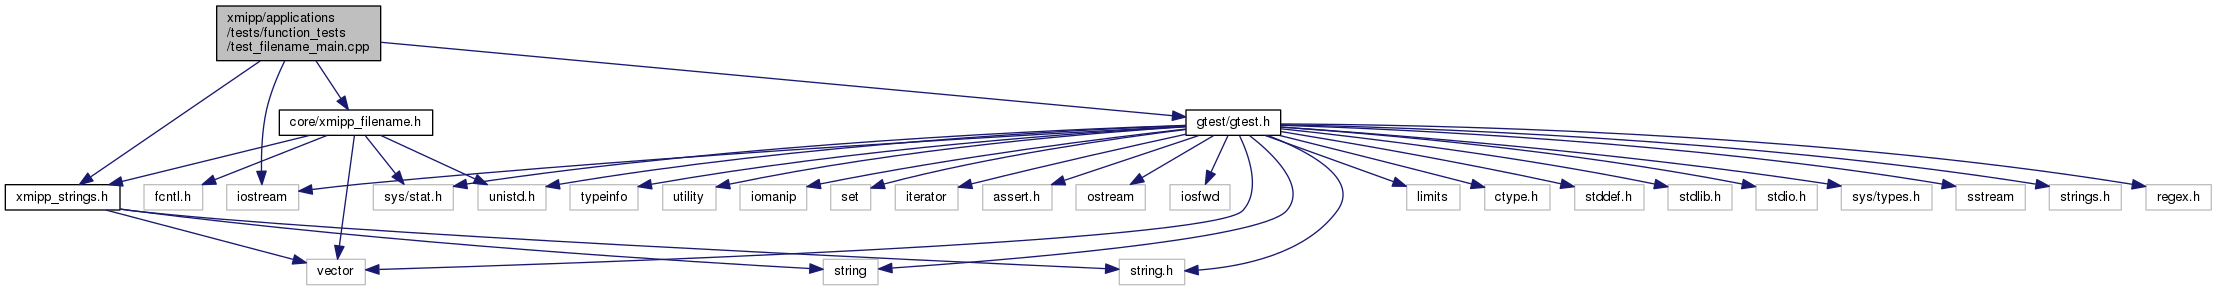 xmipp/applications
/tests/function_tests
/test_filename_main.cpp
core/xmipp_filename.h
gtest/gtest.h
xmipp_strings.h
fcntl.h
iostream
sys/stat.h
unistd.h
typeinfo
utility
iomanip
set
iterator
assert.h
ostream
iosfwd
limits
ctype.h
stddef.h
stdlib.h
stdio.h
sys/types.h
sstream
strings.h
regex.h
vector
string
string.h